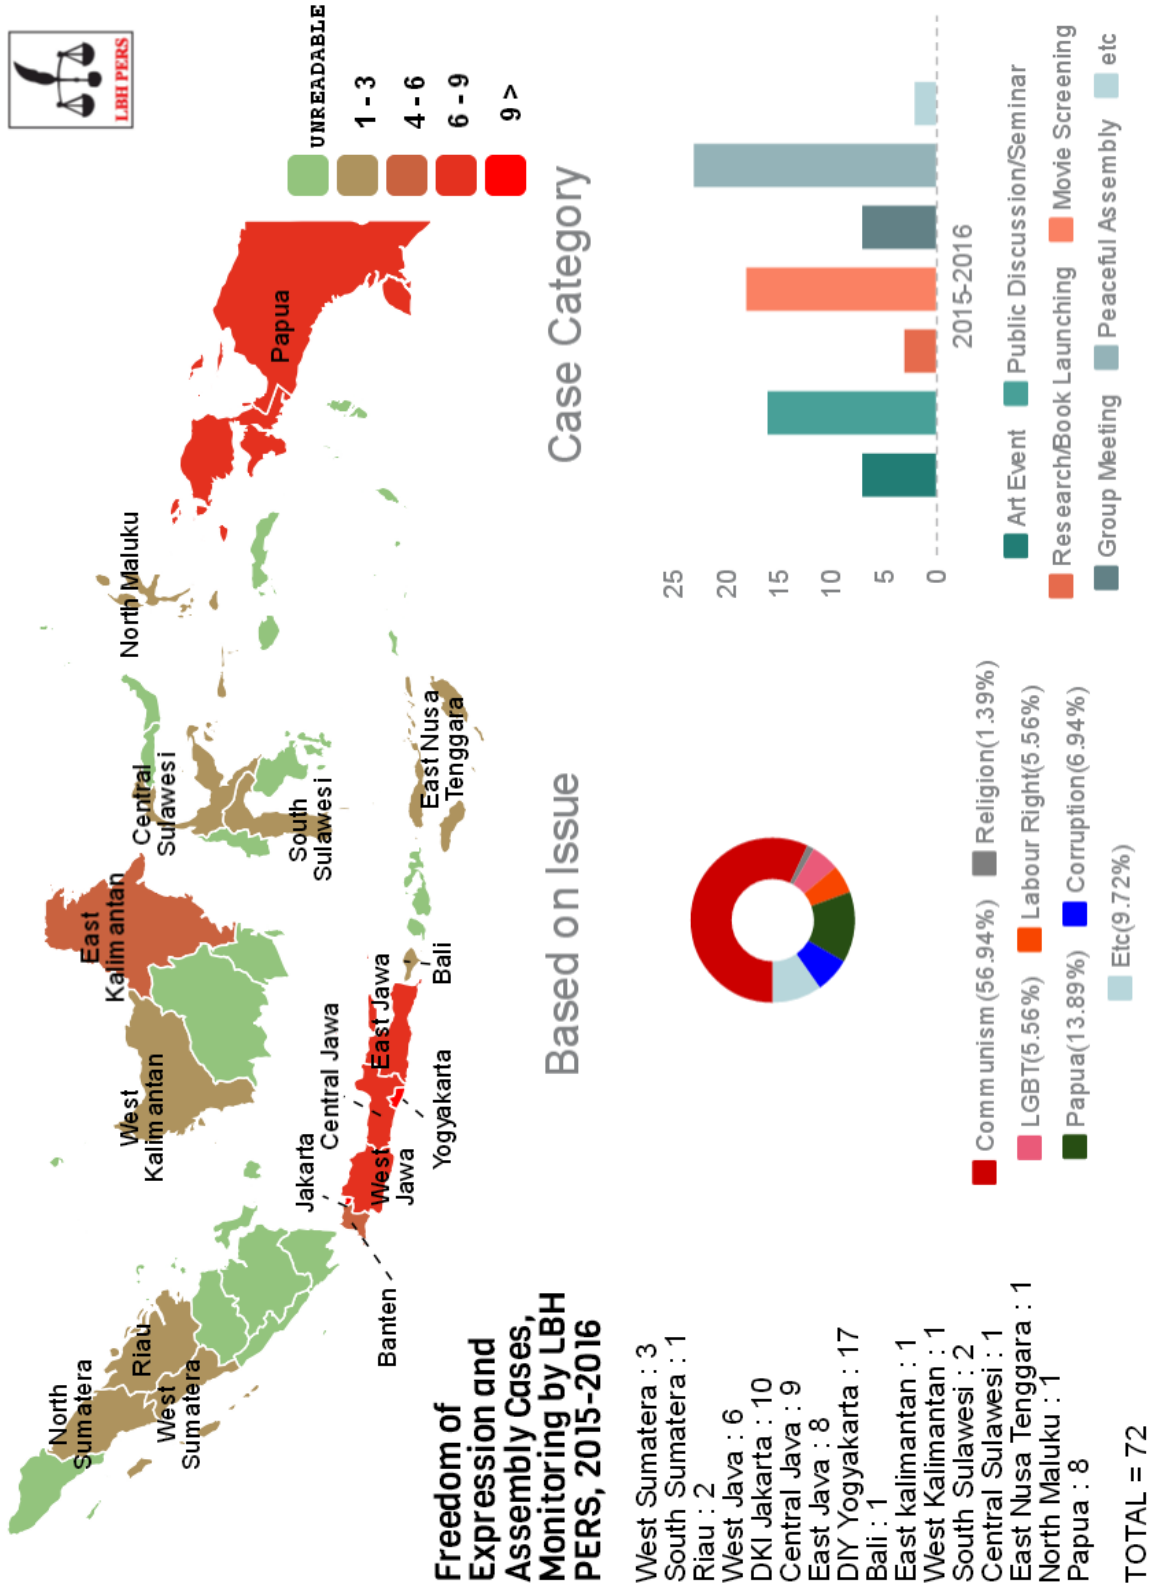 LBH PERS
UNREADABLE
1 - 3
4 - 6
6 - 9
9 >
North
Sumatera
Riau
West
Sumatera
West
Kalimantan
East
Kalimantan
Central
Sulawesi
South
Sulawesi
North Maluku
Papua
Banten
Jakarta
West
Jawa
Central Jawa
Yogyakarta
East Jawa
Bali
East Nusa
Tenggara
Freedom of
Expression and
Assembly Cases,
Monitoring by LBH
PERS, 2015-2016
West Sumatera : 3
South Sumatera : 1
Riau : 2
West Java : 6
DKI Jakarta : 10
Central Java : 9
East Java : 8
DIY Yogyakarta : 17
Bali : 1
East kalimantan : 1
West Kalimantan : 1
South Sulawesi : 2
Central Sulawesi : 1
East Nusa Tenggara : 1
North Maluku : 1
Papua : 8
TOTAL = 72
Based on Issue
Communism (56.94%) Religion(1.39%)
LGBT(5.56%) Labour Right(5.56%)
Papua(13.89%) Corruption(6.94%)
Etc(9.72%)
Case Category
25
20
15
10
5
0
2015-2016
Art Event Public Discussion/Seminar
Research/Book Launching Movie Screening
Group Meeting Peaceful Assembly etc